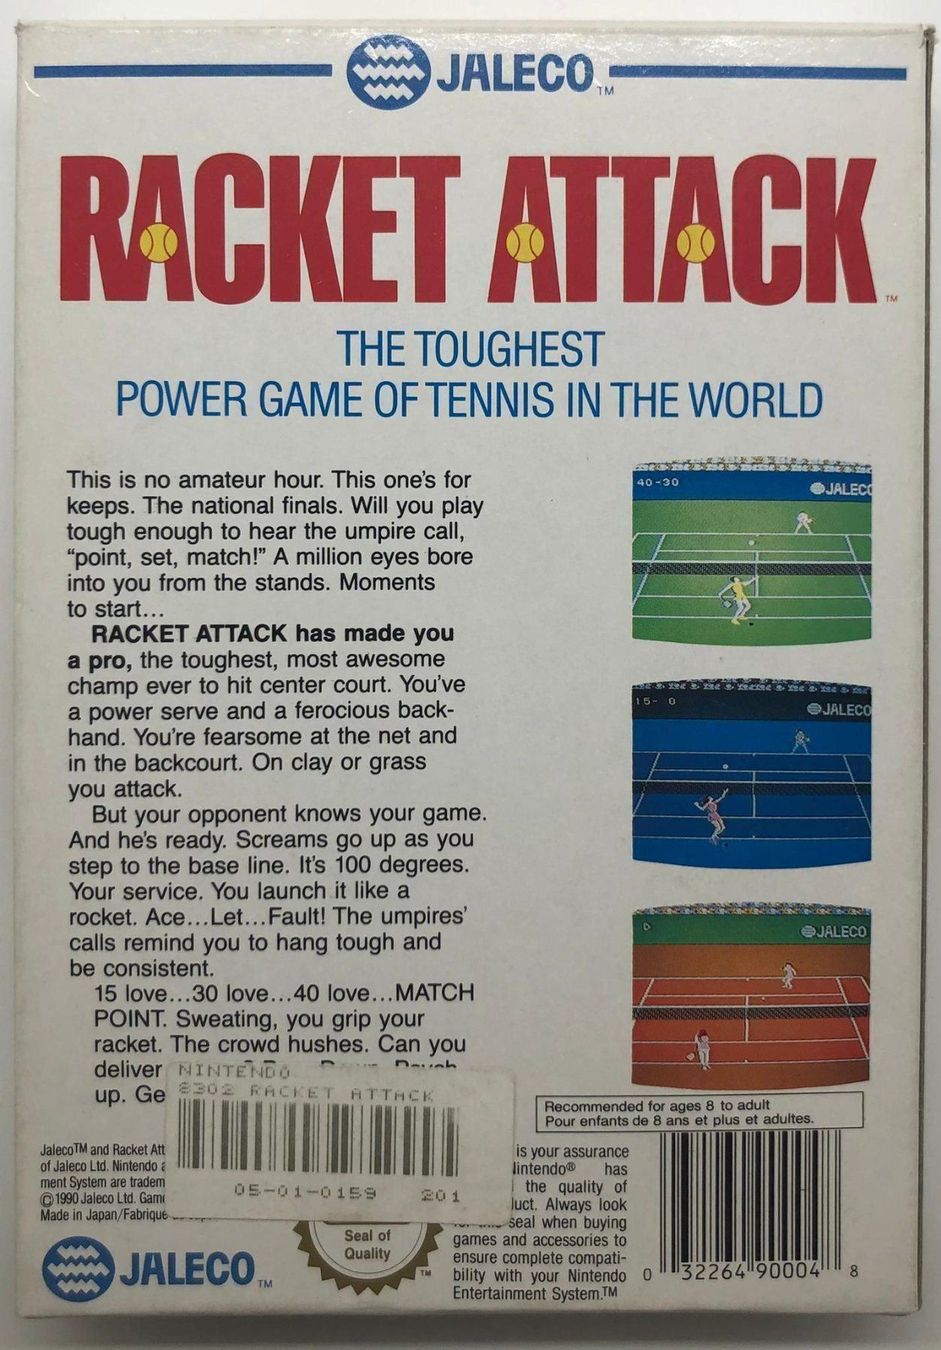 JALECO™
RACKET ATTACK™
THE TOUGHEST
POWER GAME OF TENNIS IN THE WORLD
This is no amateur hour. This one's for
keeps. The national finals. Will you play
tough enough to hear the umpire call,
“point, set, match!” A million eyes bore
into you from the stands. Moments
to start...
RACKET ATTACK has made you
a pro, the toughest, most awesome
champ ever to hit center court. You've
a power serve and a ferocious back-
hand. You're fearsome at the net and
in the backcourt. On clay or grass
you attack.
But your opponent knows your game.
And he's ready. Screams go up as you
step to the base line. It's 100 degrees.
Your service. You launch it like a
rocket. Ace...Let...Fault! The umpires'
calls remind you to hang tough and
be consistent.
15 love...30 love...40 love...MATCH
POINT. Sweating, you grip your
racket. The crowd hushes. Can you
deliver
up. Ge
40-30
JALECO
15- 0
JALECO
JALECO
NINTENDO
8302 RACKET ATTACK
05-01-0159 201
Recommended for ages 8 to adult
Pour enfants de 8 ans et plus et adultes.
Jaleco™ and Racket Att
of Jaleco Ltd. Nintendo
ment System are tradem
©1990 Jaleco Ltd. Gam
Made in Japan/Fabriqué
JALECO™
Seal of
Quality
™
is your assurance
Nintendo® has
the quality of
uct. Always look
seal when buying
games and accessories to
ensure complete compati-
bility with your Nintendo
Entertainment System.™
0 32264 90004 8